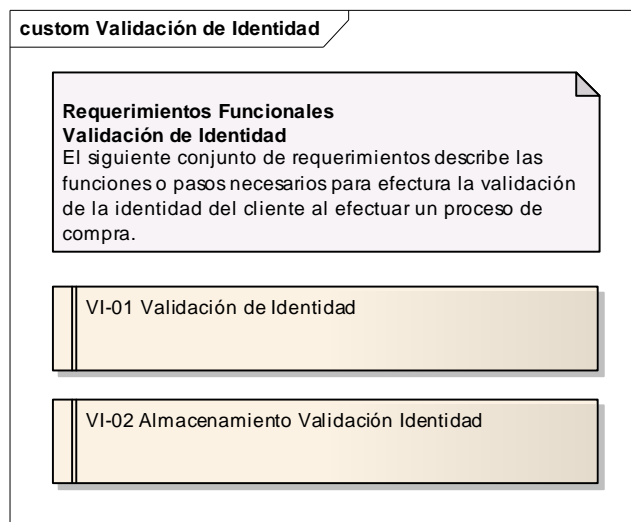 custom Validación de Identidad
Requerimientos Funcionales
Validación de Identidad
El siguiente conjunto de requerimientos describe las
funciones o pasos necesarios para efectura la validación
de la identidad del cliente al efectuar un proceso de
compra.
VI-01 Validación de Identidad
VI-02 Almacenamiento Validación Identidad